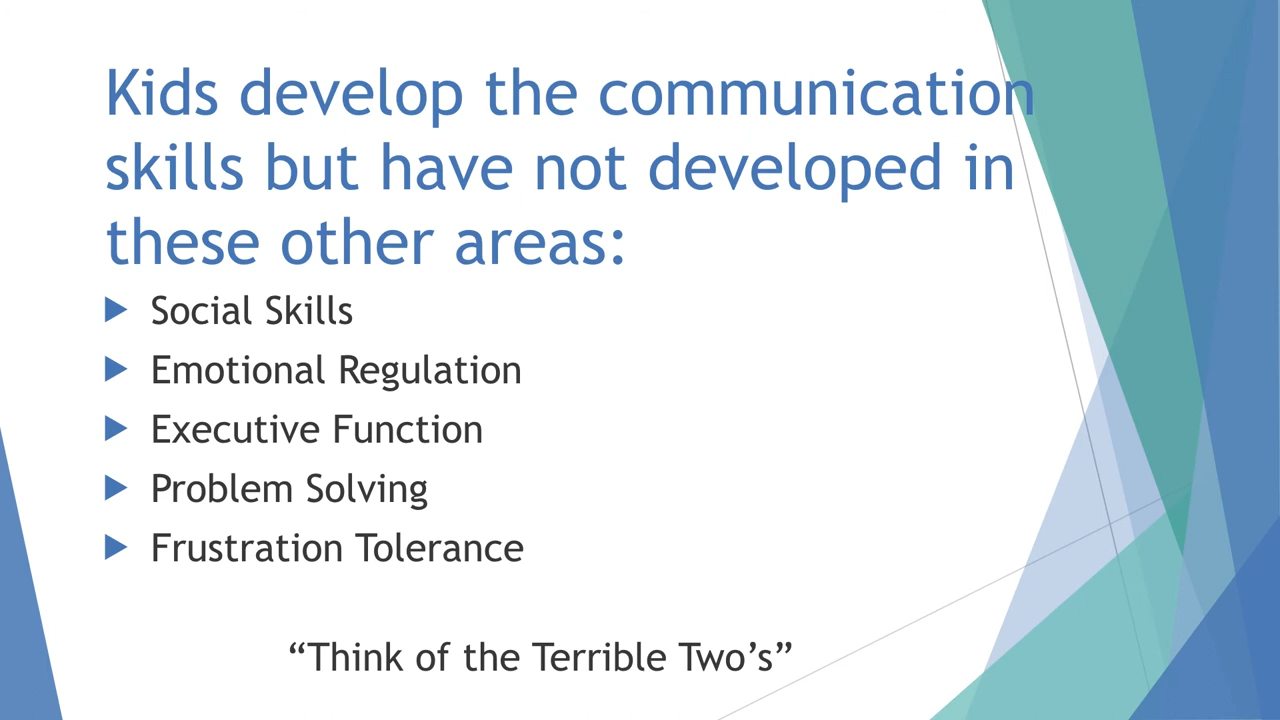 Kids develop the communication
skills but have not developed in
these other areas:
Social Skills
Emotional Regulation
Executive Function
Problem Solving
Frustration Tolerance
“Think of the Terrible Two’s”